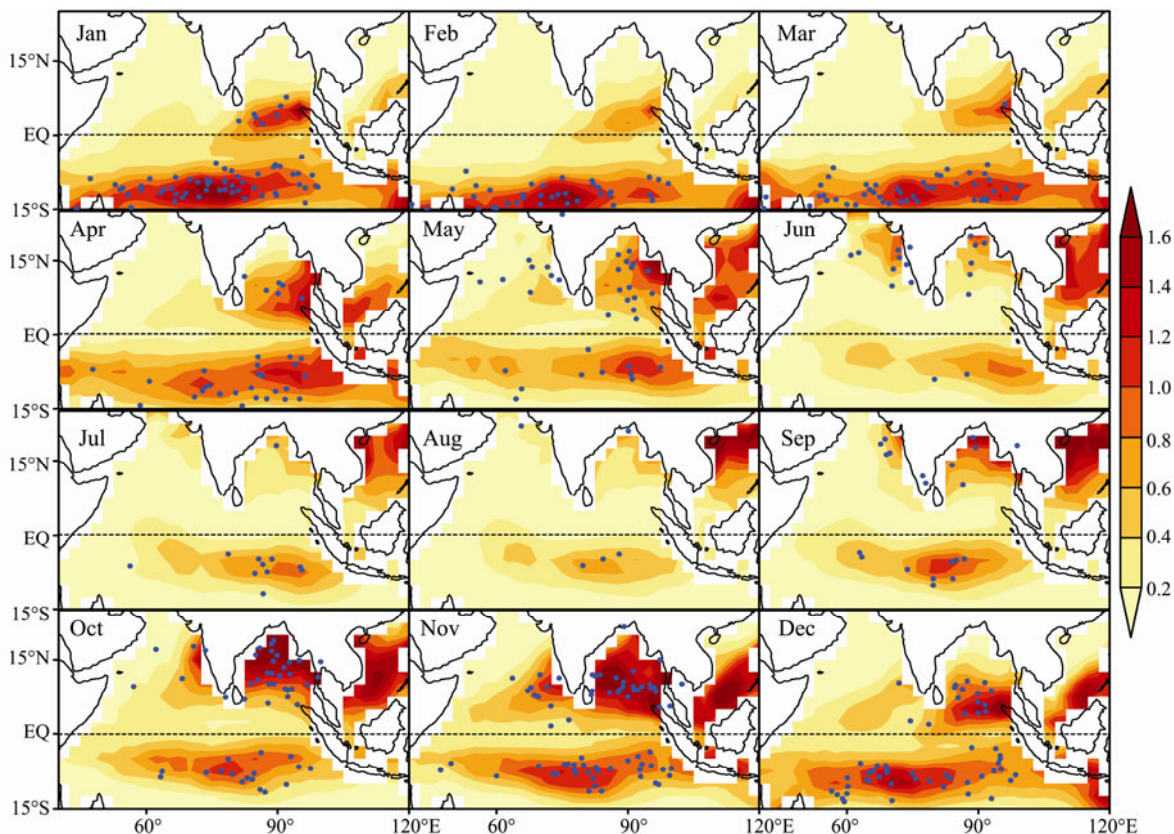 Jan Feb Mar
15°N
EQ
15°S
Apr May Jun
15°N
EQ
15°S
Jul Aug Sep
15°N
EQ
15°S
Oct Nov Dec
15°N
EQ
15°S
60° 90° 120°E 60° 90° 120°E 60° 90° 120°E
1.6
1.4
1.2
1.0
0.8
0.6
0.4
0.2